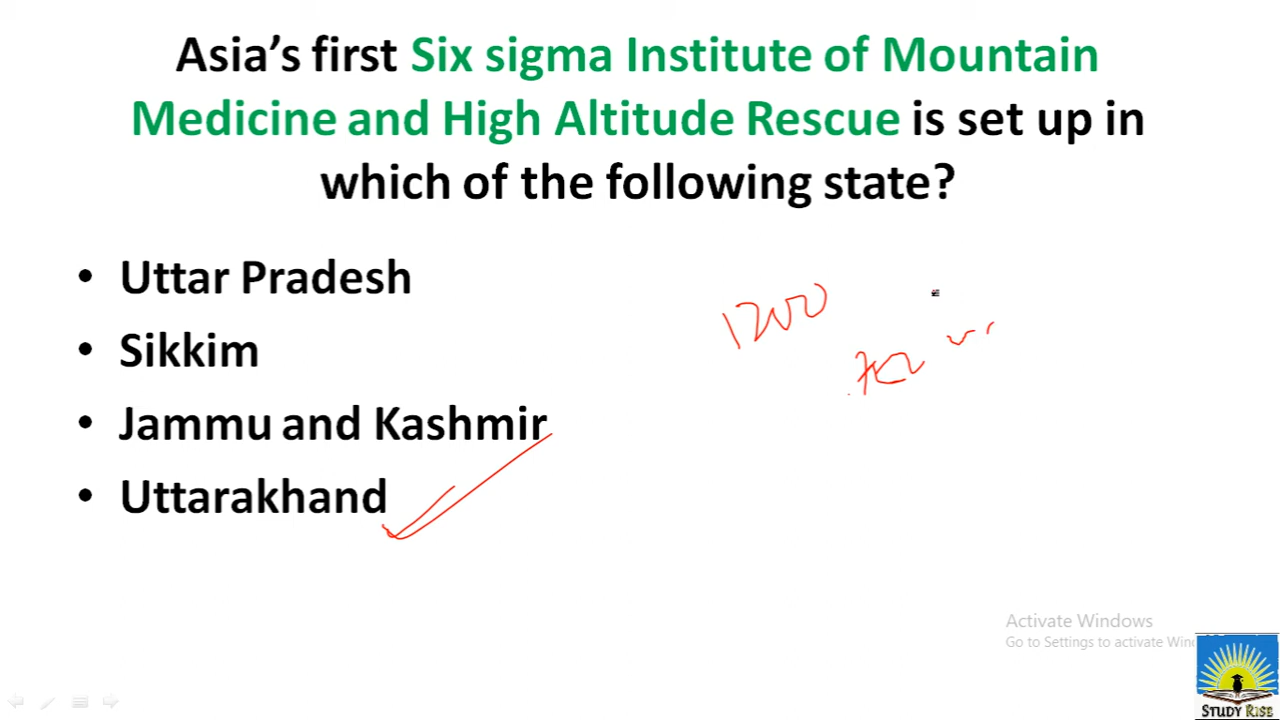 Asia’s first Six sigma Institute of Mountain
Medicine and High Altitude Rescue is set up in
which of the following state?
• Uttar Pradesh
• Sikkim
• Jammu and Kashmir
• Uttarakhand
1200
Activate Windows
Go to Settings to activate
STUDY RISE